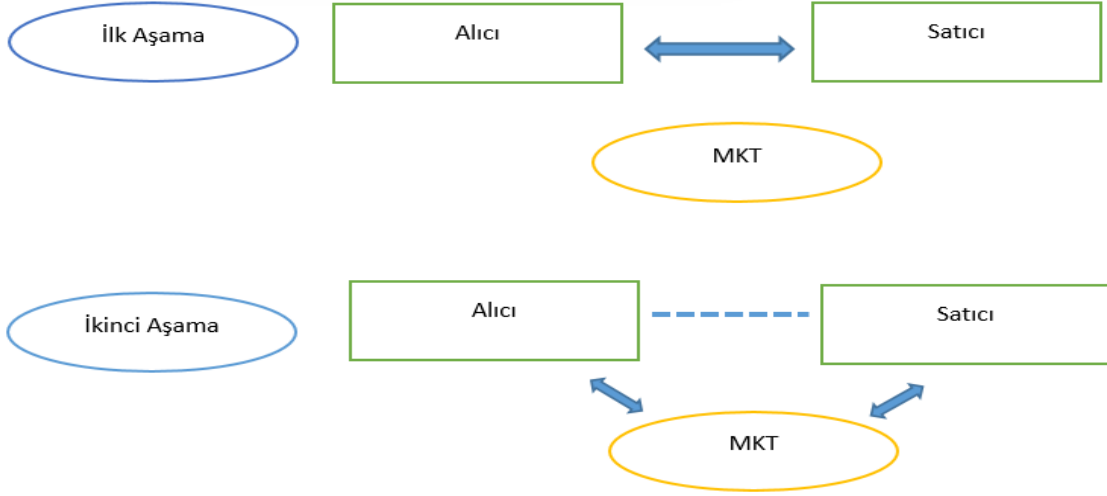 İlk Aşama
Alıcı
Satıcı
MKT
İkinci Aşama
Alıcı
Satıcı
MKT